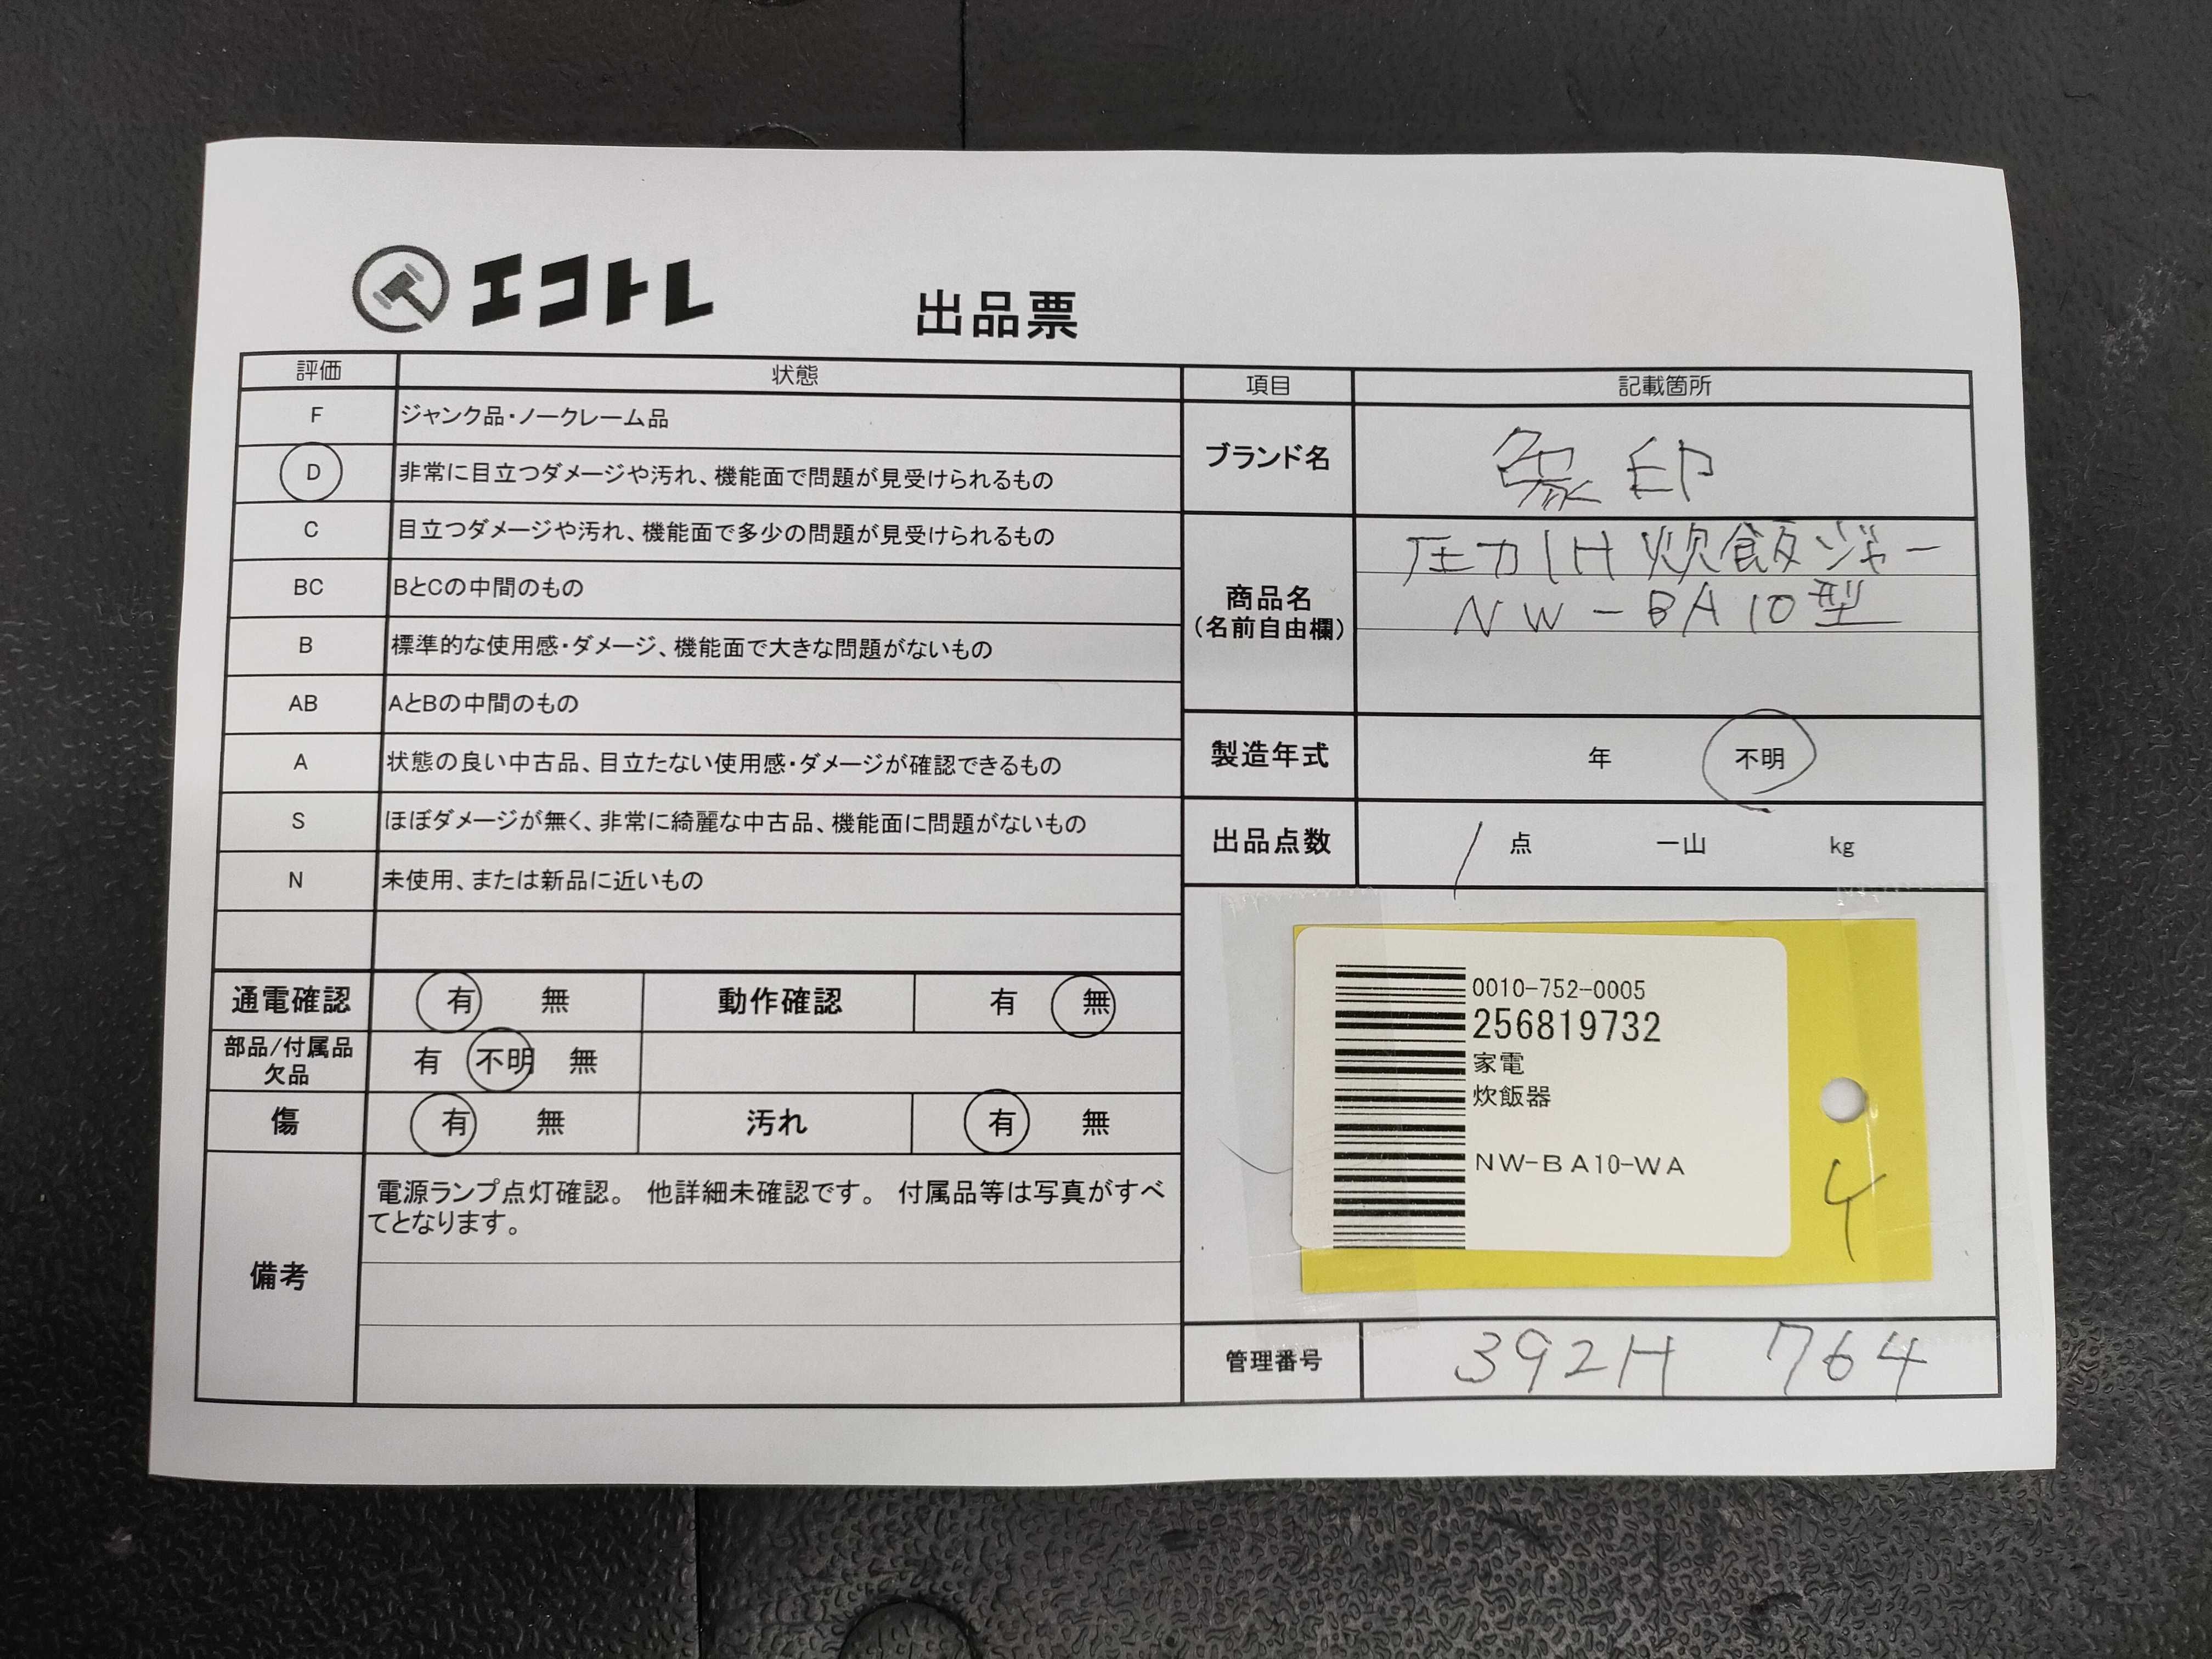 エコトレ
出品票
評価 状態
F ジャンク品・ノークレーム品
D 非常に目立つダメージや汚れ、機能面で問題が見受けられるもの
C 目立つダメージや汚れ、機能面で多少の問題が見受けられるもの
BC BとCの中間のもの
B 標準的な使用感・ダメージ、機能面で大きな問題がないもの
AB AとBの中間のもの
A 状態の良い中古品、目立たない使用感・ダメージが確認できるもの
S ほぼダメージが無く、非常に綺麗な中古品、機能面に問題がないもの
N 未使用、または新品に近いもの
通電確認 有 無 動作確認 有 無
部品/付属品
欠品
有 不明 無
傷 有 無 汚れ 有 無
備考
電源ランプ点灯確認。 他詳細未確認です。 付属品等は写真がすべ
てとなります。
項目 記載箇所
ブランド名 象印
商品名
(名前自由欄)
圧力IH炊飯ジャー
NW-BA10型
製造年式 年 不明
出品点数 1 点 一山 kg
0010-752-0005
256819732
家電
炊飯器
NW-BA10-WA
4
管理番号 392H 764